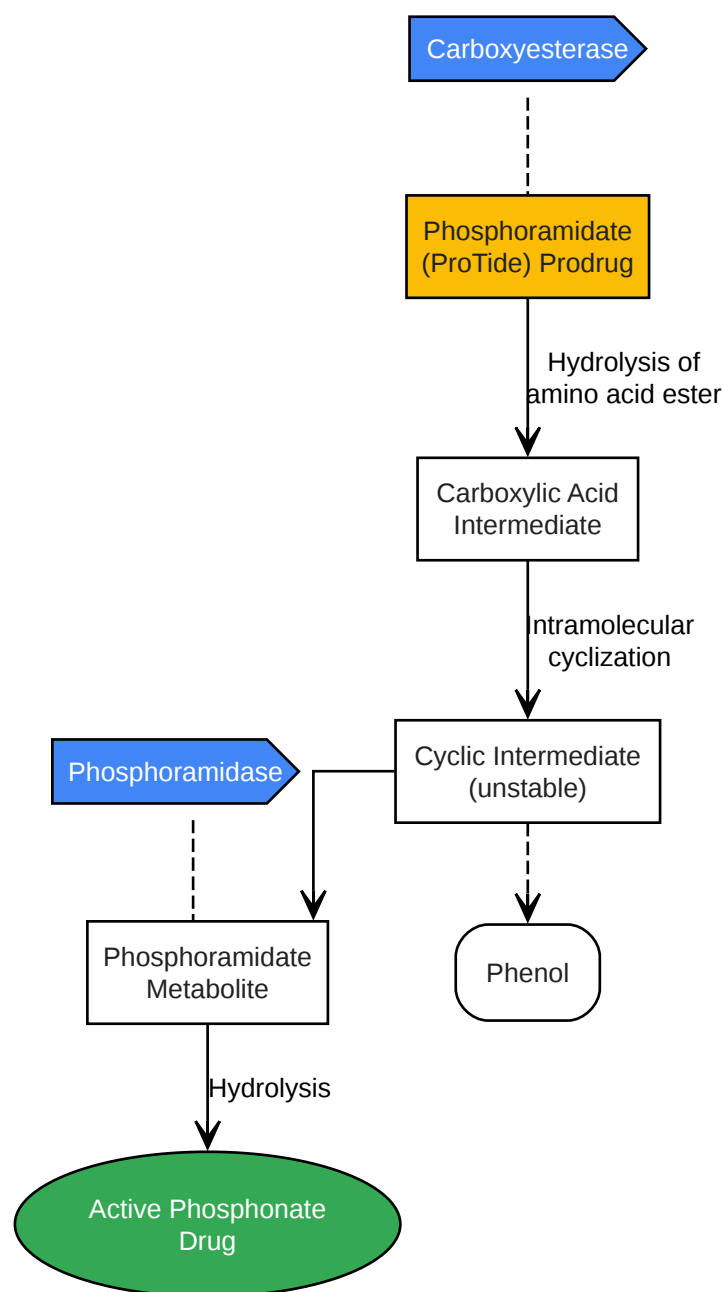 Carboxyesterase
Phosphoramidate
(ProTide) Prodrug
Hydrolysis of
amino acid ester
Carboxylic Acid
Intermediate
Intramolecular
cyclization
Cyclic Intermediate
(unstable)
Phosphoramidase
Phosphoramidate
Metabolite
Phenol
Hydrolysis
Active Phosphonate
Drug